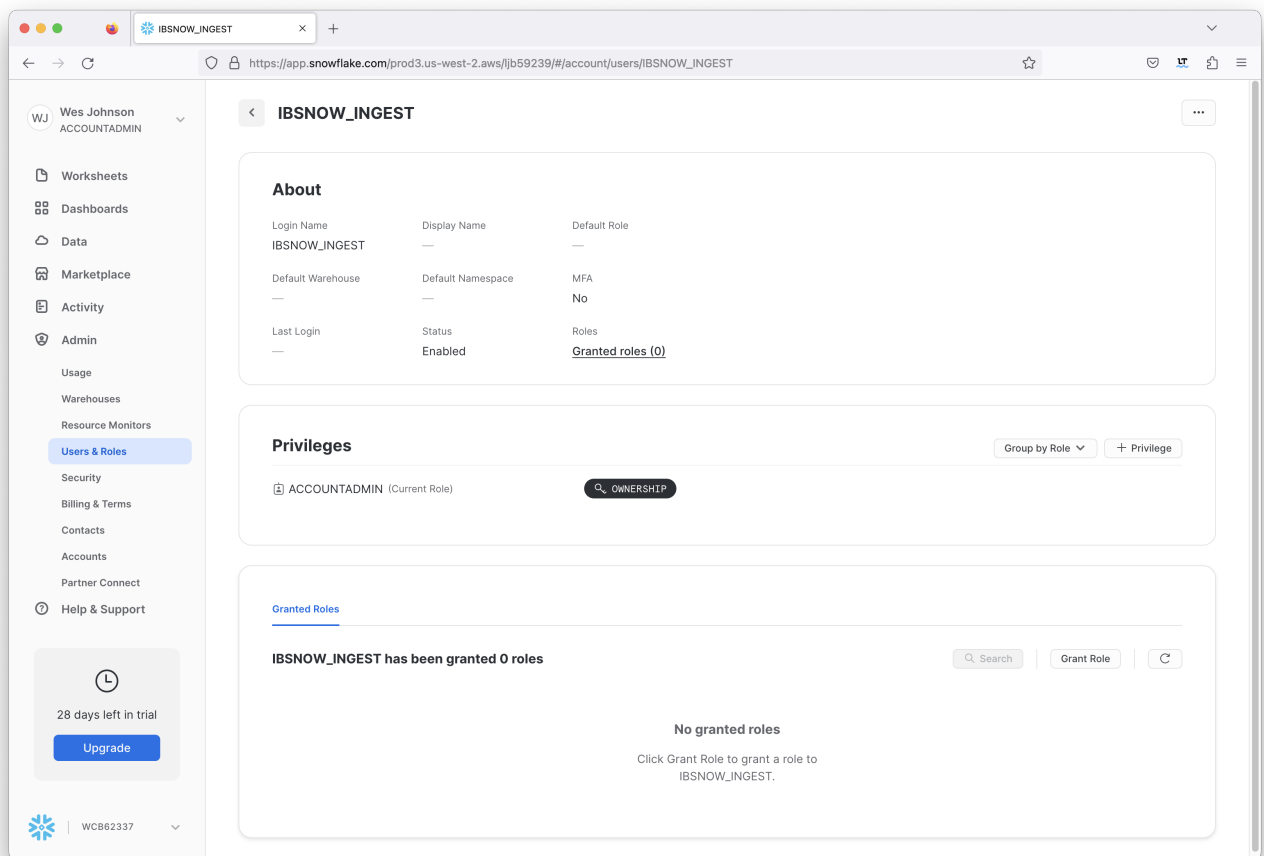 IBSNOW_INGEST
https://app.snowflake.com/prod3.us-west-2.aws/ljb59239/#/account/users/IBSNOW_INGEST
WJ
Wes Johnson
ACCOUNTADMIN
Worksheets
Dashboards
Data
Marketplace
Activity
Admin
Usage
Warehouses
Resource Monitors
Users & Roles
Security
Billing & Terms
Contacts
Accounts
Partner Connect
Help & Support
28 days left in trial
Upgrade
WCB62337
IBSNOW_INGEST
About
Login Name Display Name Default Role
IBSNOW_INGEST — —
Default Warehouse Default Namespace MFA
— — No
Last Login Status Roles
— Enabled Granted roles (0)
Privileges
Group by Role + Privilege
ACCOUNTADMIN (Current Role) OWNERSHIP
Granted Roles
IBSNOW_INGEST has been granted 0 roles
Search Grant Role
No granted roles
Click Grant Role to grant a role to
IBSNOW_INGEST.